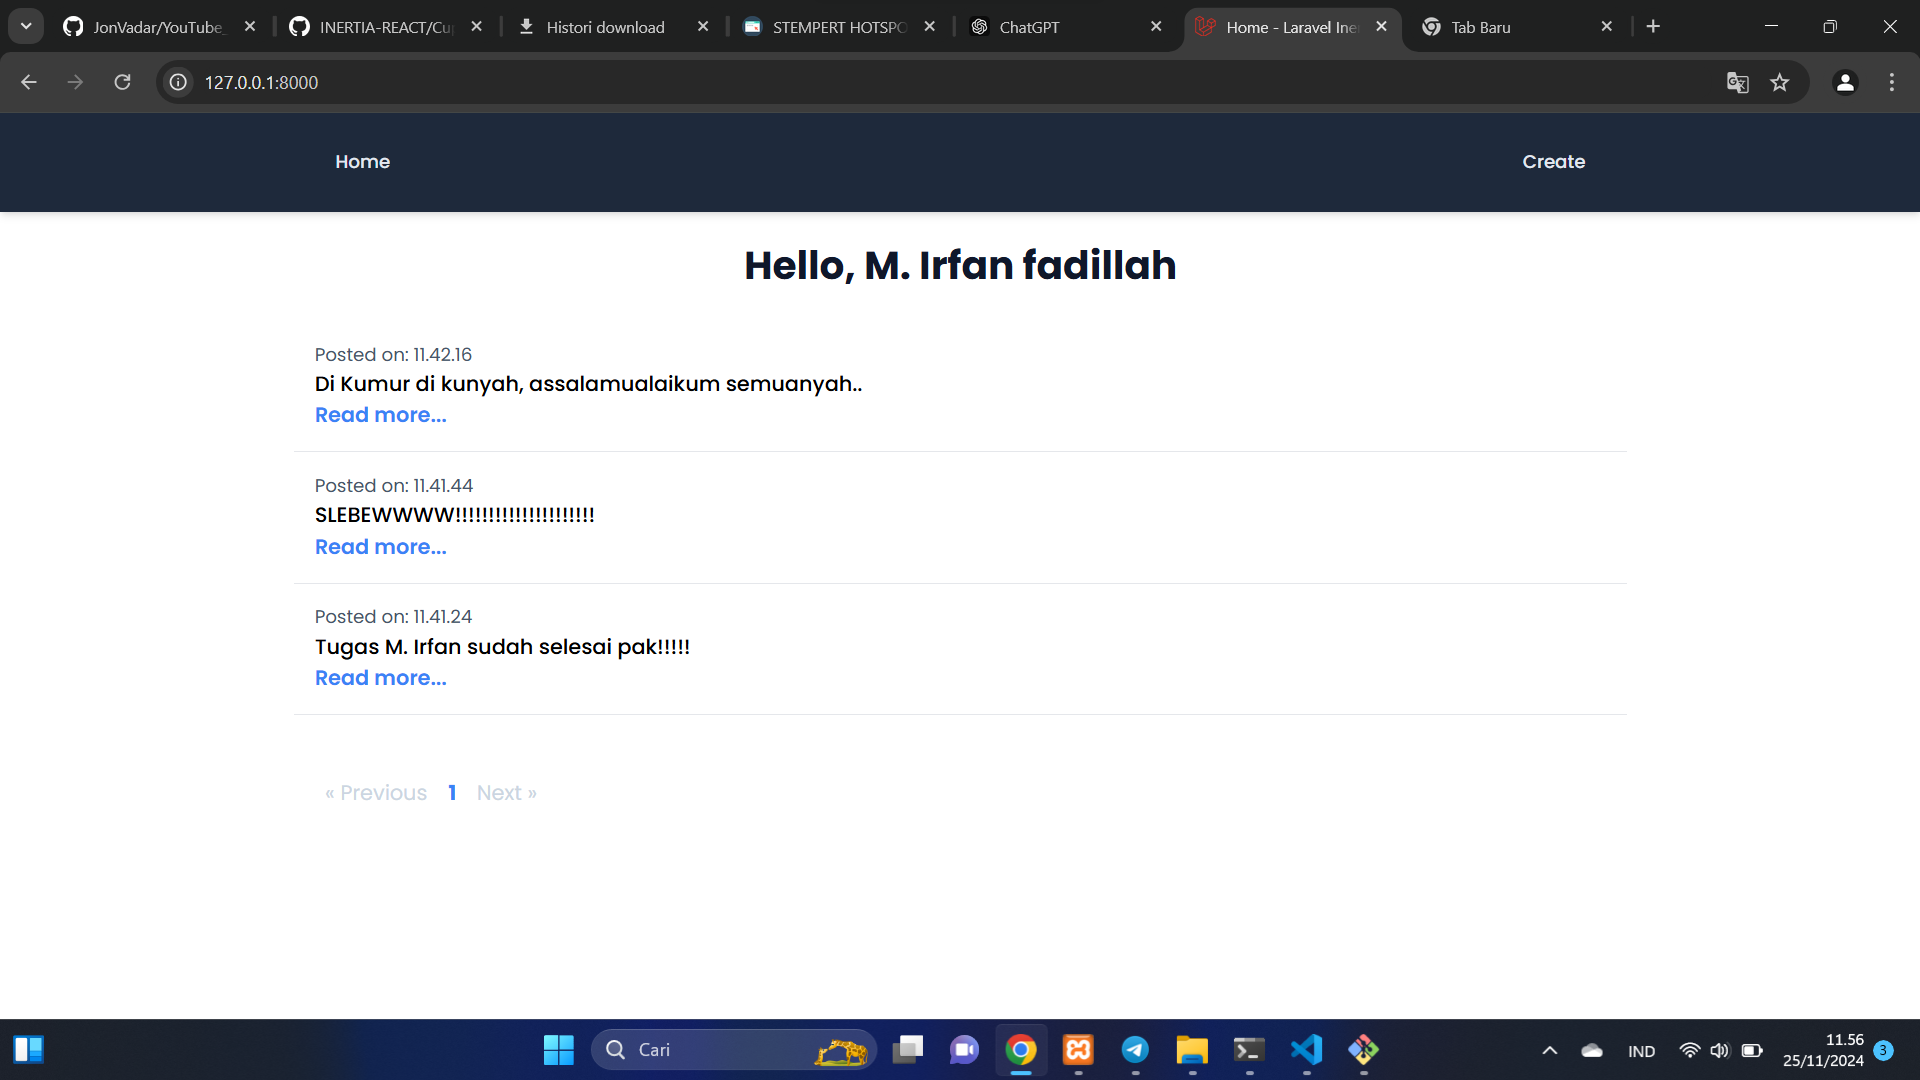 JonVadar/YouTube_
INERTIA-REACT/Cu
Histori download
STEMPERT HOTSPO
ChatGPT
Home - Laravel Ine
Tab Baru
127.0.0.1:8000
Home
Create
Hello, M. Irfan fadillah
Posted on: 11.42.16
Di Kumur di kunyah, assalamualaikum semuanyah..
Read more...
Posted on: 11.41.44
SLEBEWWWW!!!!!!!!!!!!!!!!!!!!!
Read more...
Posted on: 11.41.24
Tugas M. Irfan sudah selesai pak!!!!!
Read more...
« Previous 1 Next »
Cari
IND
11.56
25/11/2024
3